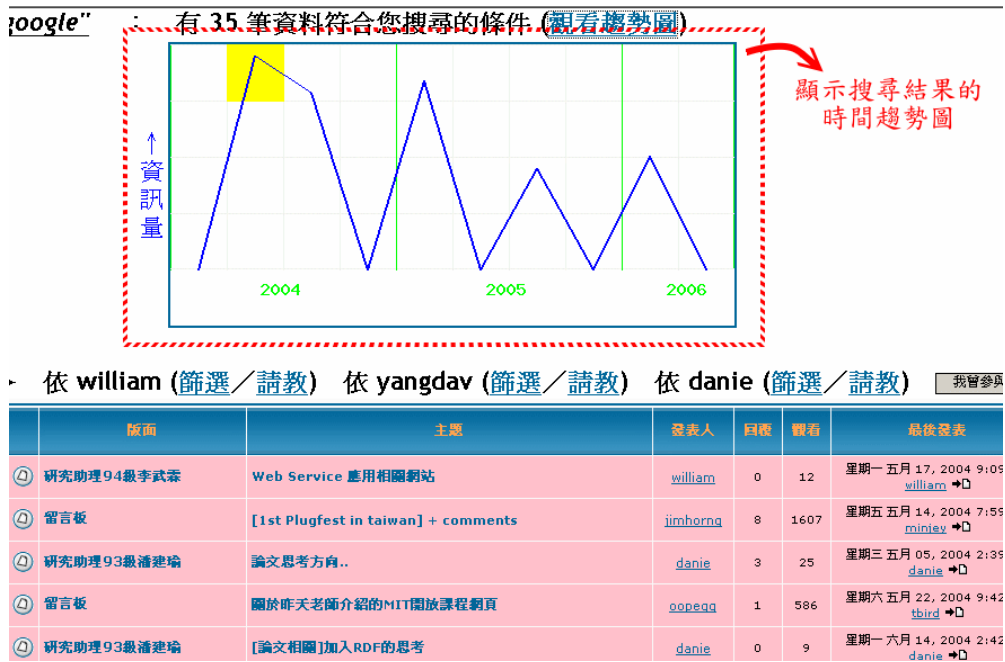 google" : 有 35 筆資料符合您搜尋的條件 (觀看趨勢圖)
顯示搜尋結果的
時間趨勢圖
↑資訊量
2004 2005 2006
依 william (篩選／請教) 依 yangdav (篩選／請教) 依 danie (篩選／請教) 我曾參與
版面 主題 發表人 回覆 觀看 最後發表
研究助理94級李武霖 Web Service 應用相關網站 william 0 12 星期一 五月 17, 2004 9:09
william
留言板 [1st Plugfest in taiwan] + comments jimhorng 8 1607 星期五 五月 14, 2004 7:59
minjey
研究助理93級潘建瑜 論文思考方向.. danie 3 25 星期三 五月 05, 2004 2:39
danie
留言板 關於昨天老師介紹的MIT開放課程網頁 oopegg 1 586 星期六 五月 22, 2004 9:42
tbird
研究助理93級潘建瑜 [論文相關]加入RDF的思考 danie 0 9 星期一 六月 14, 2004 2:42
danie